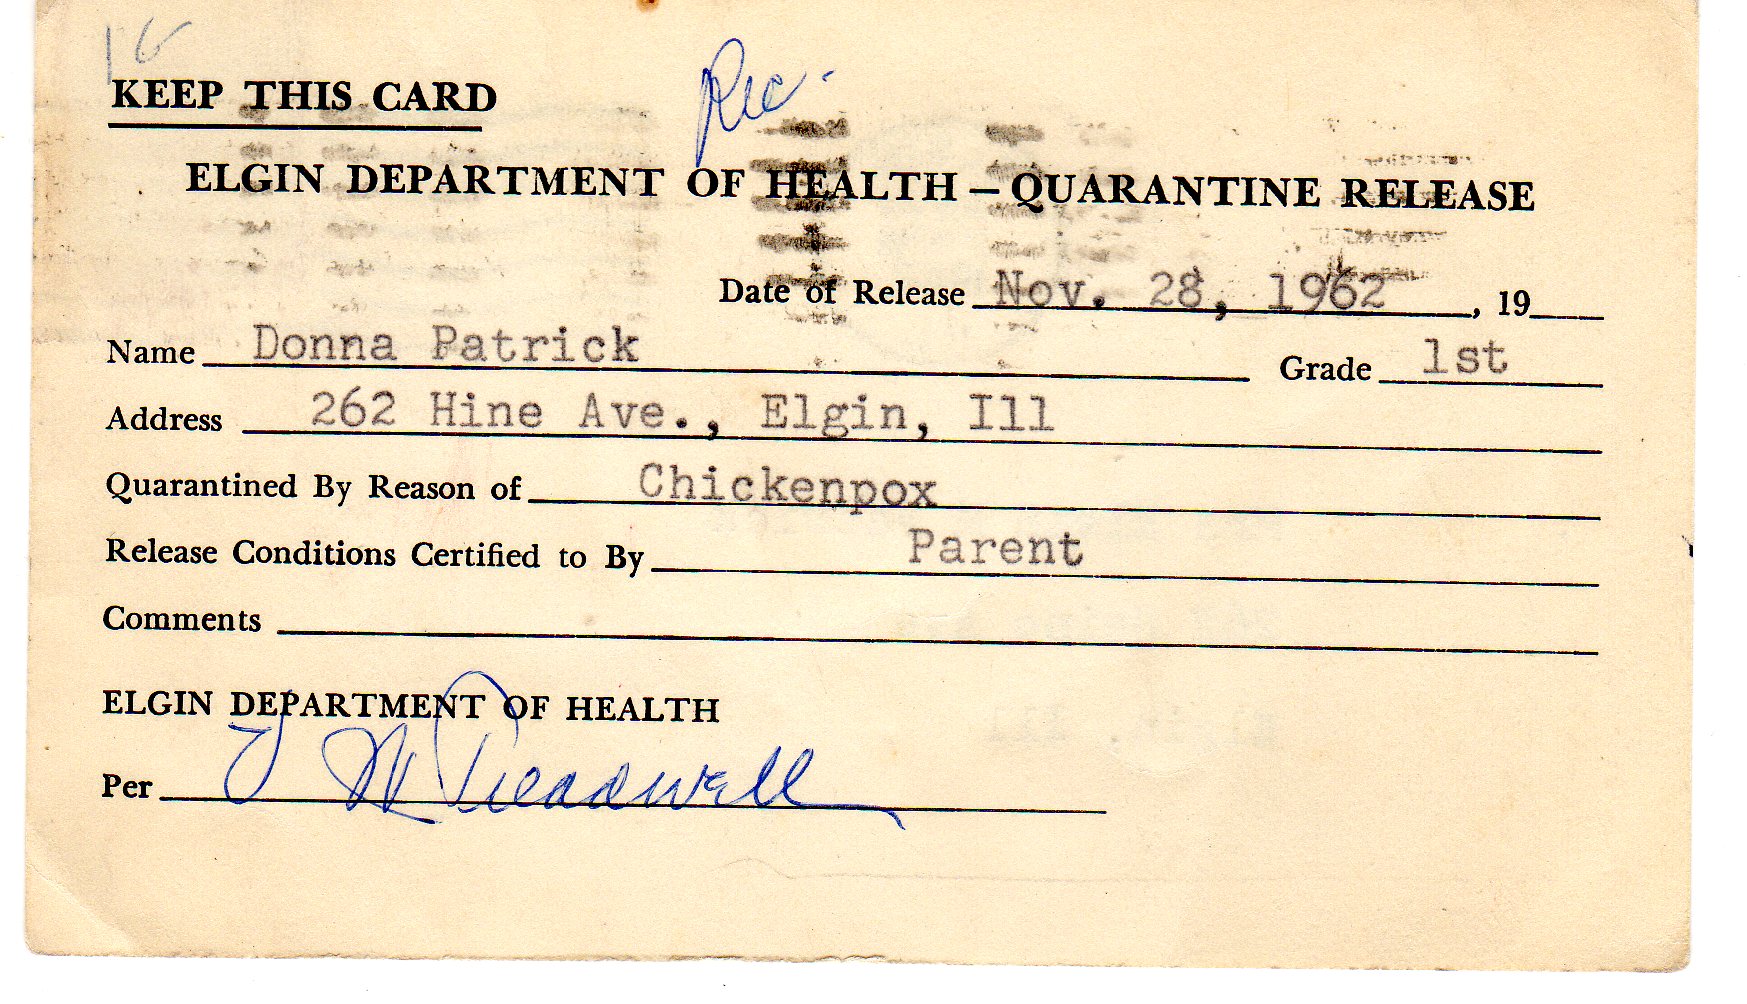 KEEP THIS CARD
Rec.
ELGIN DEPARTMENT OF HEALTH — QUARANTINE RELEASE
Date of Release Nov. 28, 1962, 19
Name Donna Patrick Grade 1st
Address 262 Hine Ave., Elgin, Ill
Quarantined By Reason of Chickenpox
Release Conditions Certified to By Parent
Comments
ELGIN DEPARTMENT OF HEALTH
Per Treadwell